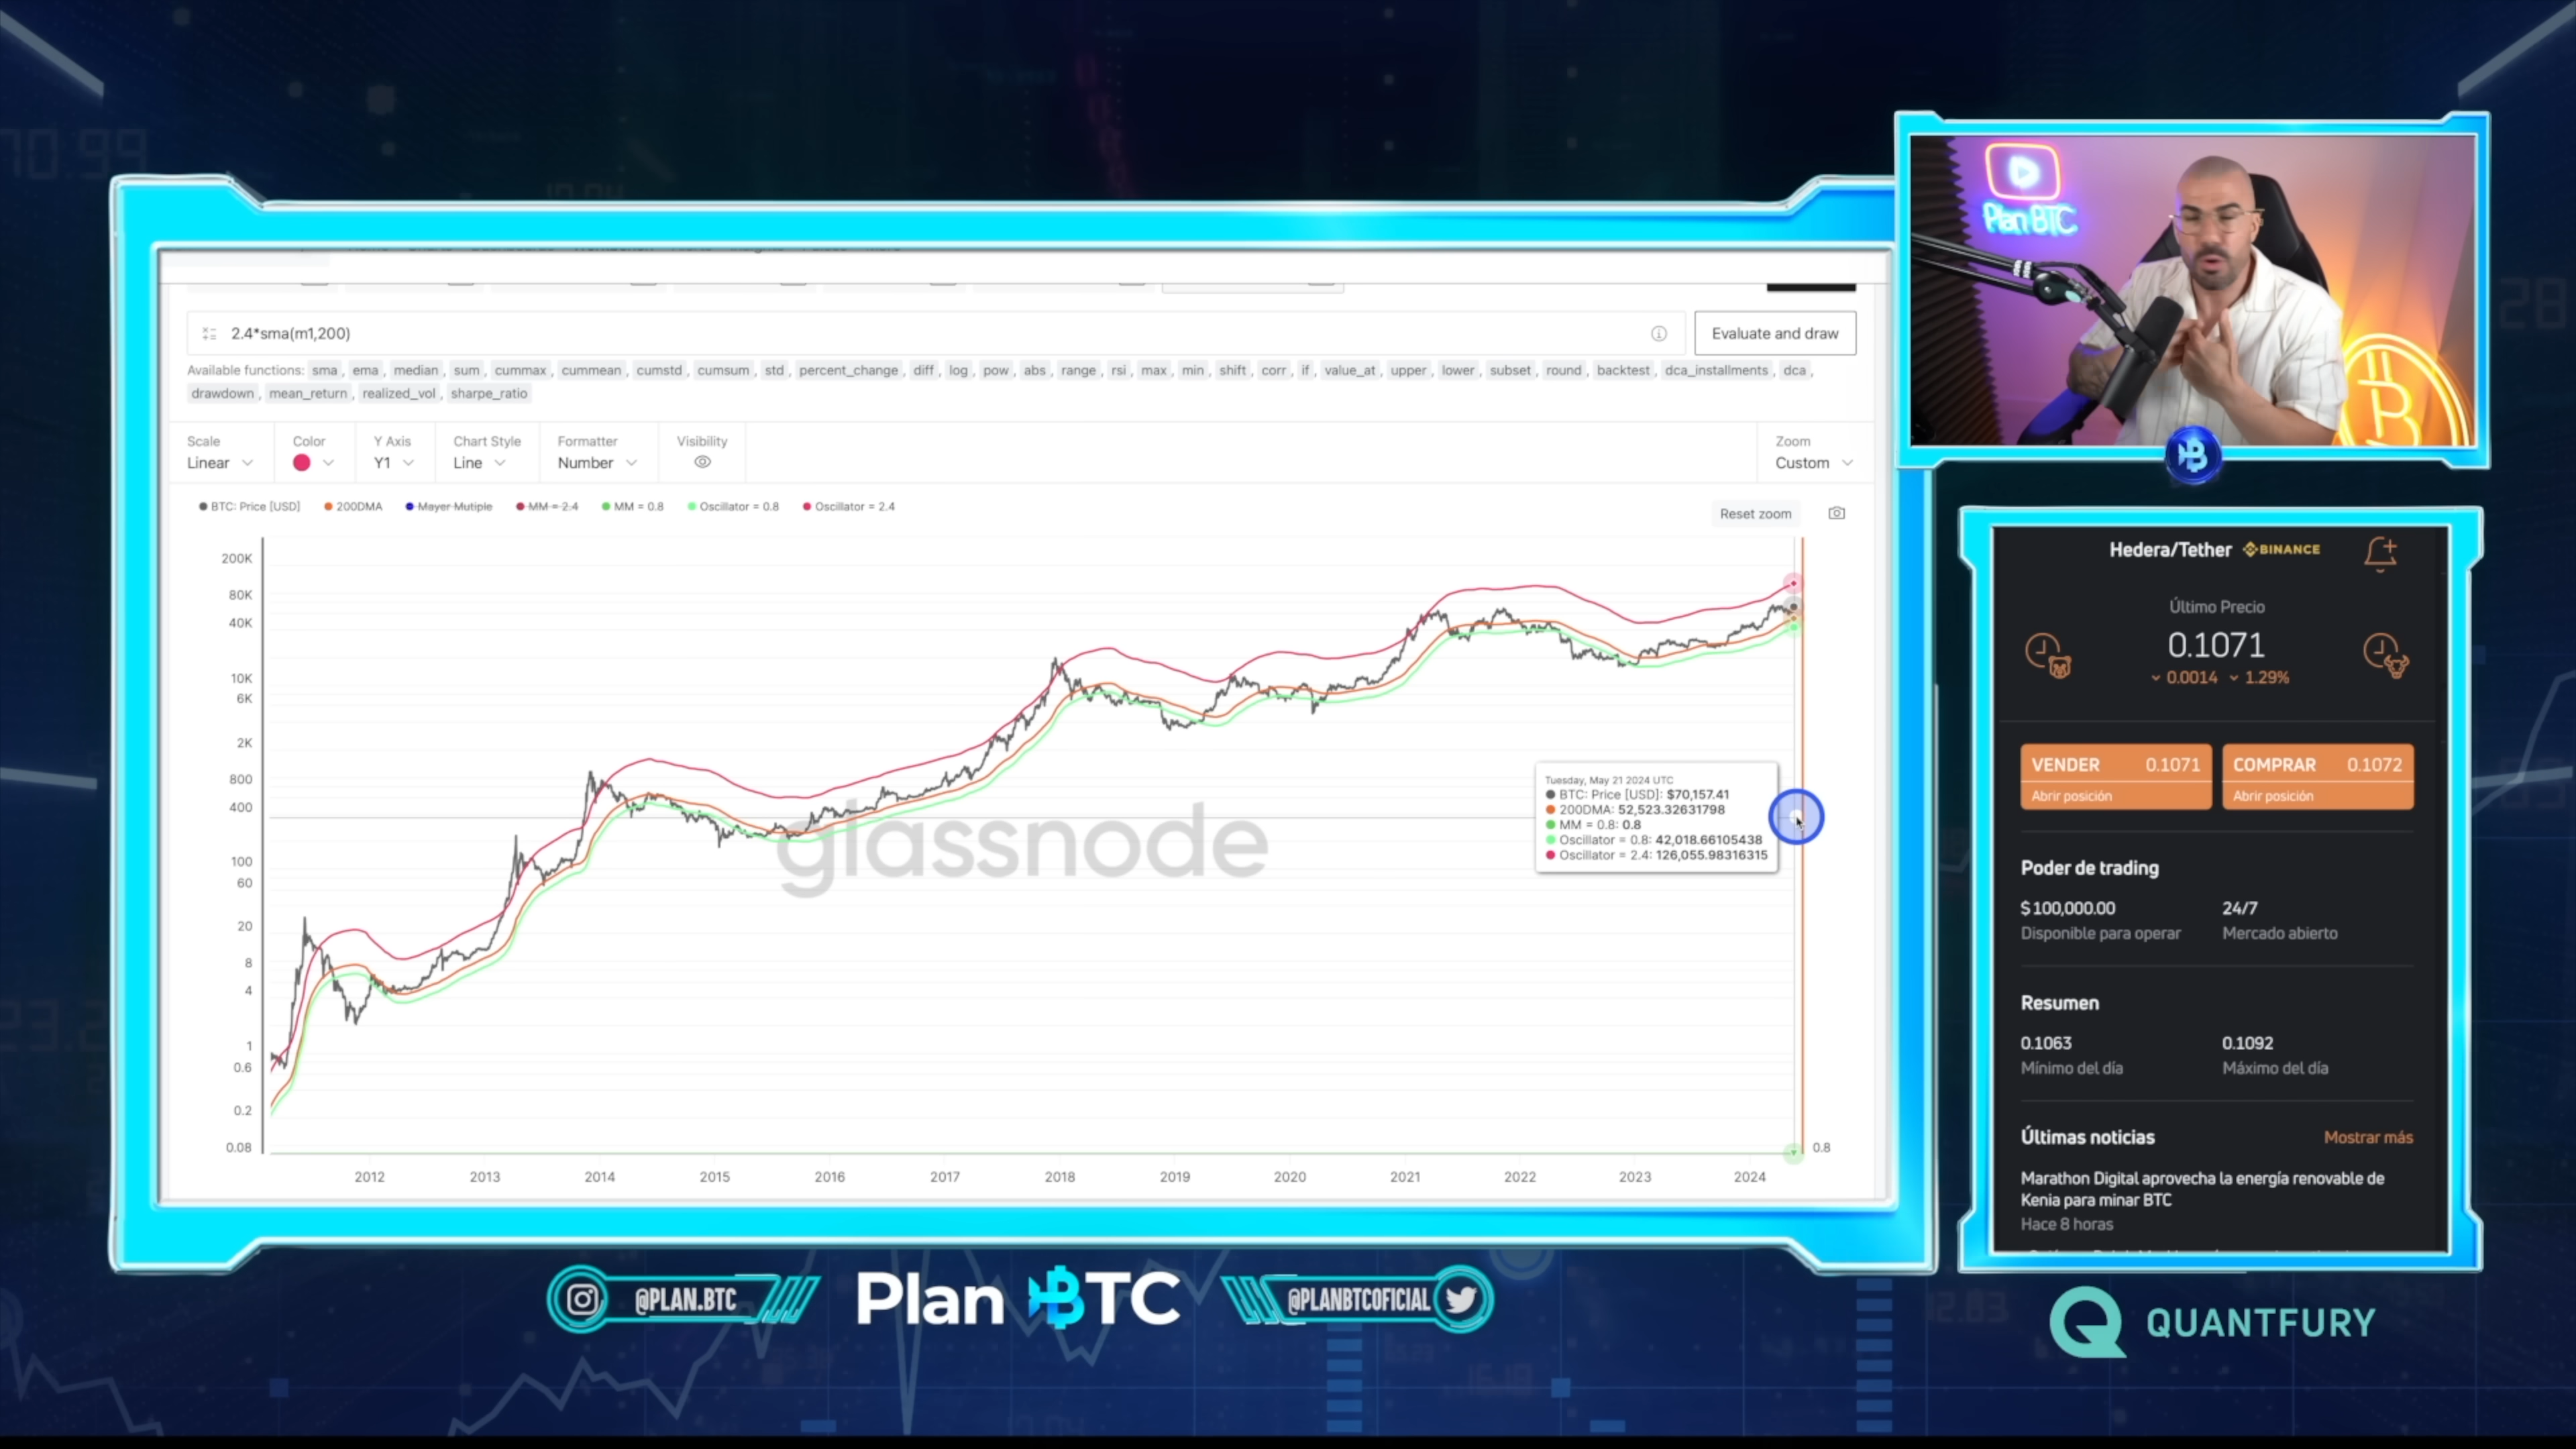 Plan BTC
2.4*sma(m1,200)
Evaluate and draw
Available functions: sma , ema , median , sum , cummax , cummean , cumstd , cumsum , std , percent_change , diff , log , pow , abs , range , rsi , max , min , shift , corr , if , value_at , upper , lower , subset , round , backtest , dca_installments , dca ,
drawdown , mean_return , realized_vol , sharpe_ratio
Scale
Linear
Color
Y Axis
Y1
Chart Style
Line
Formatter
Number
Visibility
Zoom
Custom
BTC: Price [USD]
200DMA
Mayer Mutiple
MM = 2.4
MM = 0.8
Oscillator = 0.8
Oscillator = 2.4
Reset zoom
200K
80K
40K
10K
6K
2K
800
400
100
60
20
8
4
1
0.6
0.2
0.08
0.8
glassnode
Tuesday, May 21 2024 UTC
BTC: Price [USD]: $70,157.41
200DMA: 52,523.32631798
MM = 0.8: 0.8
Oscillator = 0.8: 42,018.66105438
Oscillator = 2.4: 126,055.98316315
2012 2013 2014 2015 2016 2017 2018 2019 2020 2021 2022 2023 2024
Hedera/Tether BINANCE
Último Precio
0.1071
0.0014 1.29%
VENDER 0.1071
Abrir posición
COMPRAR 0.1072
Abrir posición
Poder de trading
$100,000.00
Disponible para operar
24/7
Mercado abierto
Resumen
0.1063
Mínimo del día
0.1092
Máximo del día
Últimas noticias
Mostrar más
Marathon Digital aprovecha la energía renovable de
Kenia para minar BTC
Hace 8 horas
@PLAN.BTC
Plan BTC
@PLANBTCOFICIAL
QUANTFURY